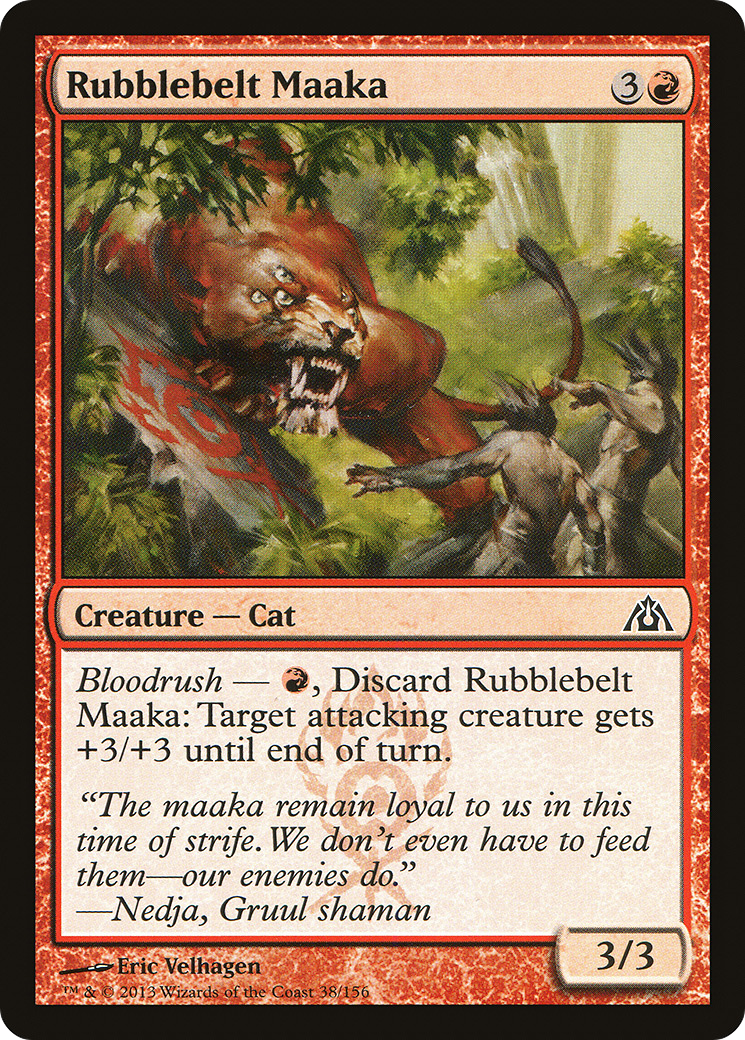 Rubblebelt Maaka 3
Creature — Cat
Bloodrush — , Discard Rubblebelt
Maaka: Target attacking creature gets
+3/+3 until end of turn.
“The maaka remain loyal to us in this
time of strife. We don’t even have to feed
them—our enemies do.”
—Nedja, Gruul shaman
3/3
Eric Velhagen
™ & © 2013 Wizards of the Coast 38/156